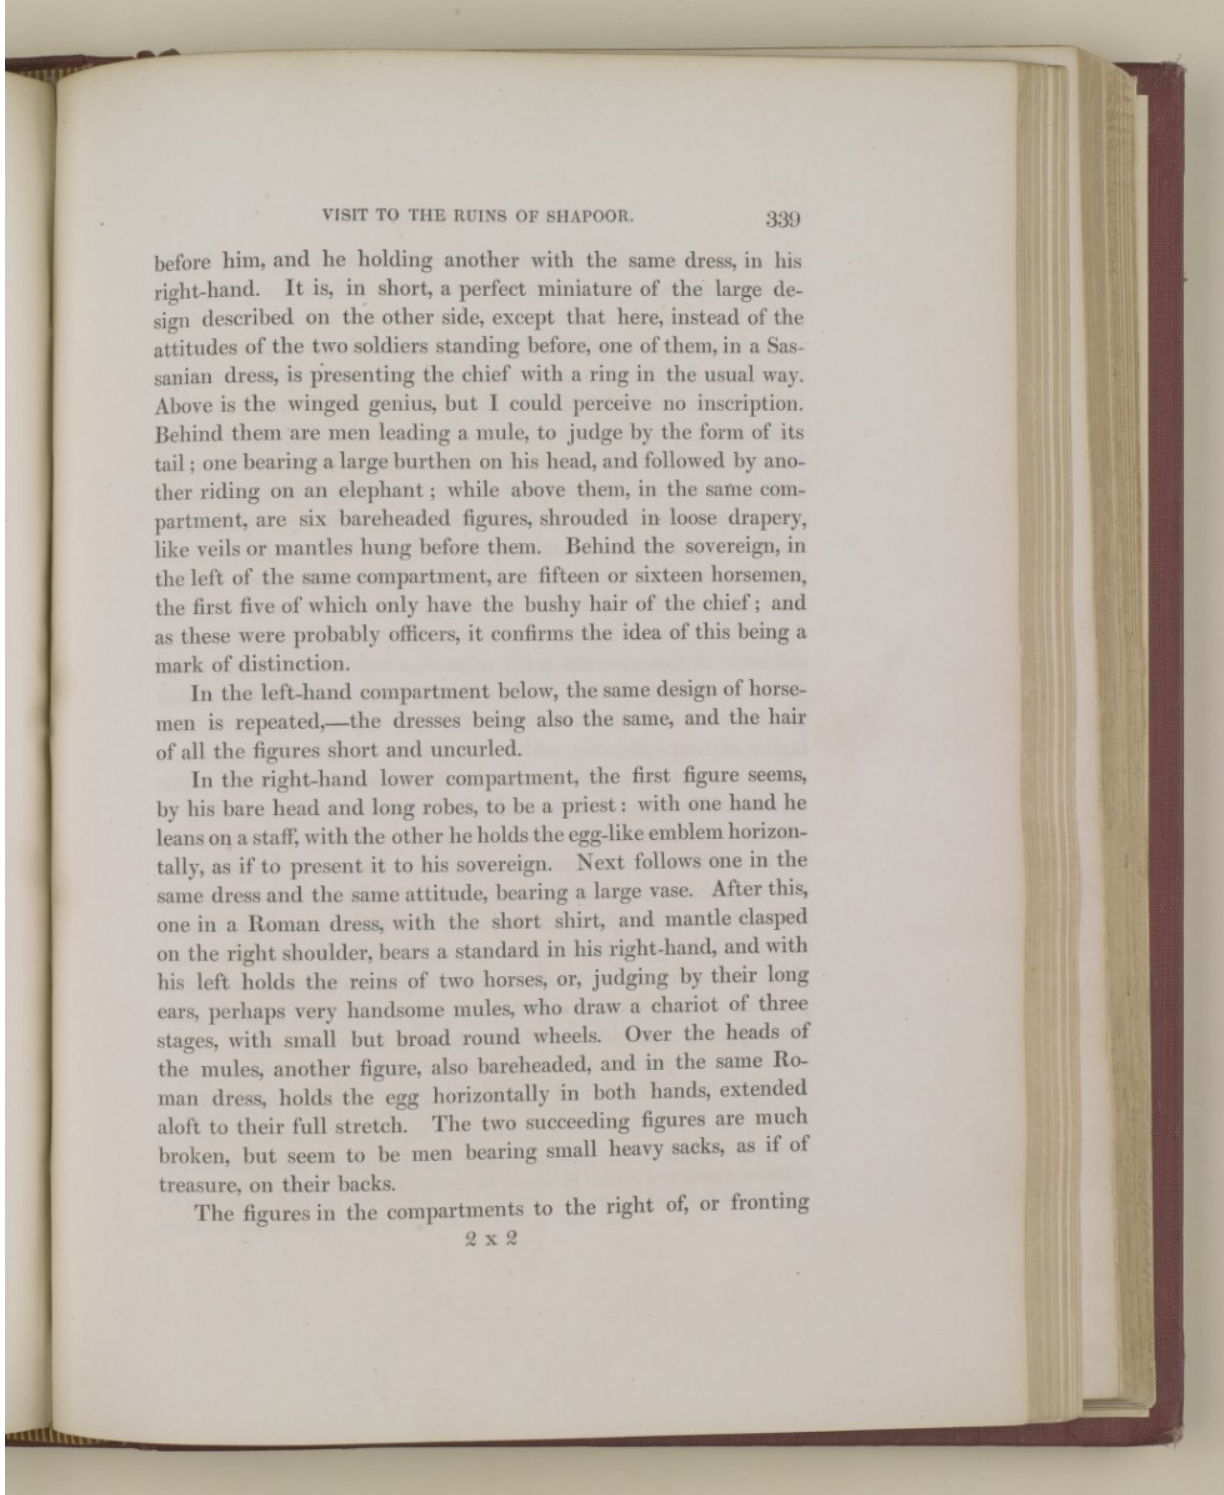 VISIT TO THE RUINS OF SHAPOOR. 339
before him, and he holding another with the same dress, in his
right-hand. It is, in short, a perfect miniature of the large de-
sign described on the other side, except that here, instead of the
attitudes of the two soldiers standing before, one of them, in a Sas-
sanian dress, is presenting the chief with a ring in the usual way.
Above is the winged genius, but I could perceive no inscription.
Behind them are men leading a mule, to judge by the form of its
tail; one bearing a large burthen on his head, and followed by ano-
ther riding on an elephant; while above them, in the same com-
partment, are six bareheaded figures, shrouded in loose drapery,
like veils or mantles hung before them. Behind the sovereign, in
the left of the same compartment, are fifteen or sixteen horsemen,
the first five of which only have the bushy hair of the chief; and
as these were probably officers, it confirms the idea of this being a
mark of distinction.
In the left-hand compartment below, the same design of horse-
men is repeated,—the dresses being also the same, and the hair
of all the figures short and uncurled.
In the right-hand lower compartment, the first figure seems,
by his bare head and long robes, to be a priest: with one hand he
leans on a staff, with the other he holds the egg-like emblem horizon-
tally, as if to present it to his sovereign. Next follows one in the
same dress and the same attitude, bearing a large vase. After this,
one in a Roman dress, with the short shirt, and mantle clasped
on the right shoulder, bears a standard in his right-hand, and with
his left holds the reins of two horses, or, judging by their long
ears, perhaps very handsome mules, who draw a chariot of three
stages, with small but broad round wheels. Over the heads of
the mules, another figure, also bareheaded, and in the same Ro-
man dress, holds the egg horizontally in both hands, extended
aloft to their full stretch. The two succeeding figures are much
broken, but seem to be men bearing small heavy sacks, as if of
treasure, on their backs.
The figures in the compartments to the right of, or fronting
2 x 2